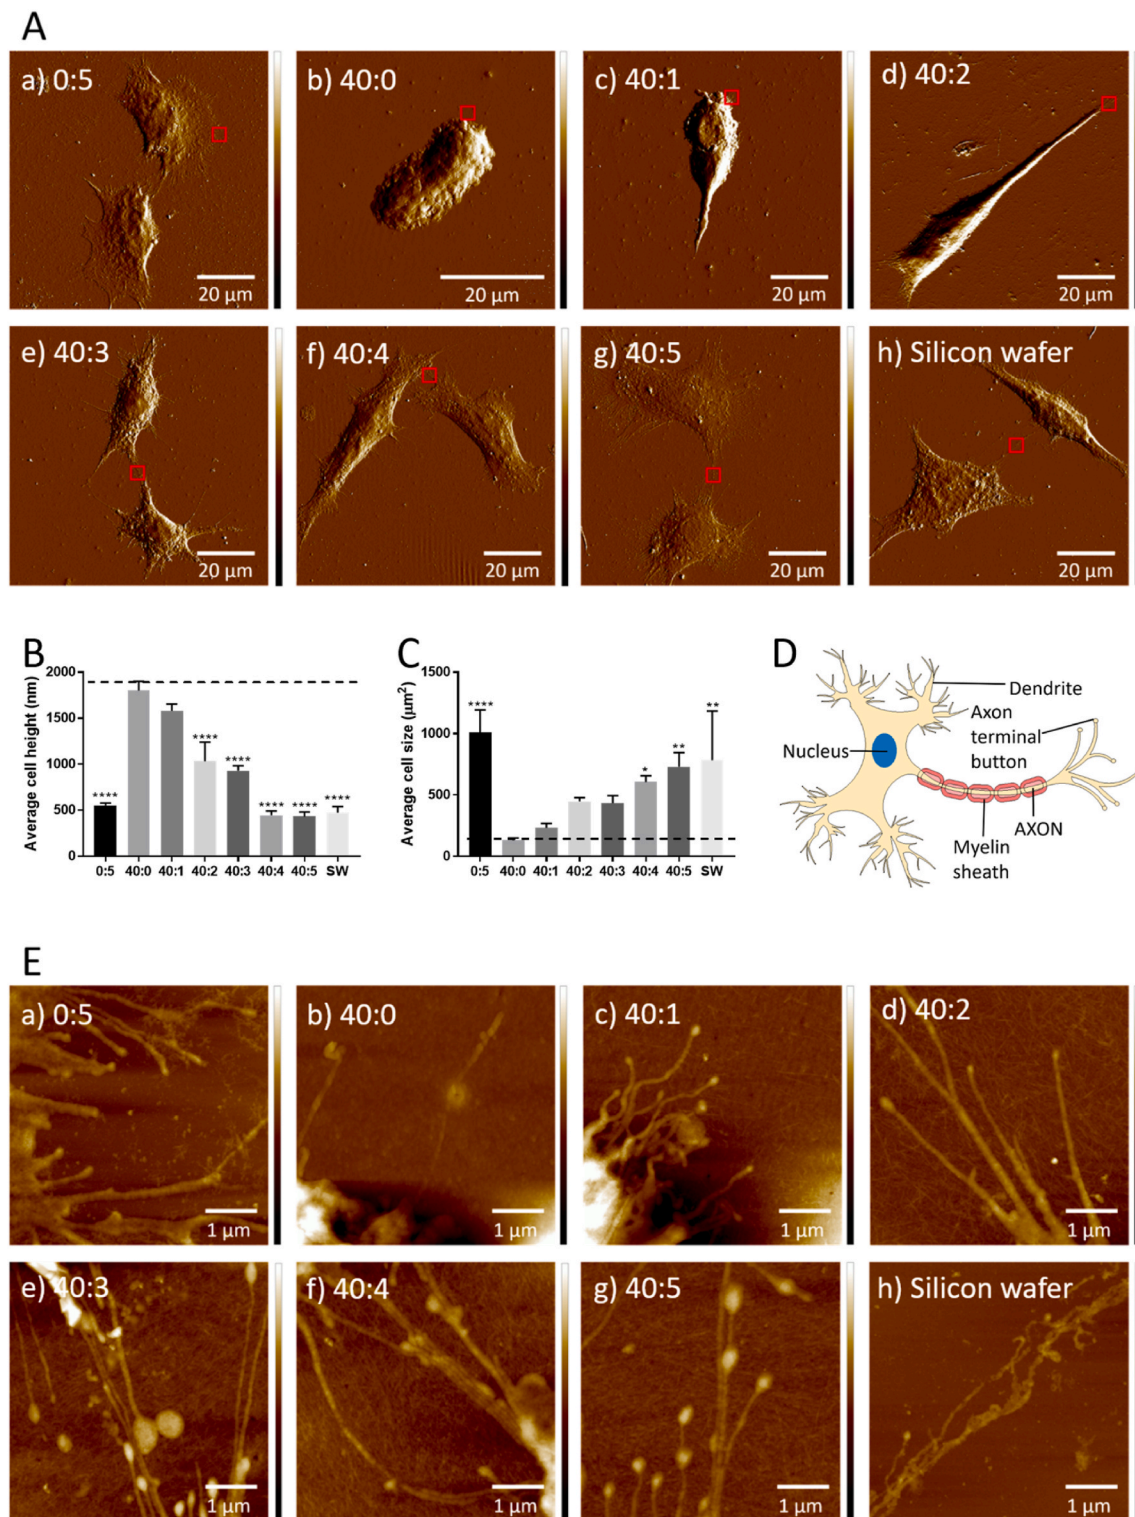 A
a) 0:5
b) 40:0
c) 40:1
d) 40:2
20 µm
20 µm
20 µm
20 µm
e) 40:3
f) 40:4
g) 40:5
h) Silicon wafer
20 µm
20 µm
20 µm
20 µm
B
Average cell height (nm)
2000
1500
1000
500
0
****
****
****
****
****
****
0:5 40:0 40:1 40:2 40:3 40:4 40:5 SW
C
Average cell size (µm²)
1500
1000
500
0
****
*
**
**
0:5 40:0 40:1 40:2 40:3 40:4 40:5 SW
D
Dendrite
Axon
terminal
button
Nucleus
AXON
Myelin
sheath
E
a) 0:5
b) 40:0
c) 40:1
d) 40:2
1 µm
1 µm
1 µm
1 µm
e) 40:3
f) 40:4
g) 40:5
h) Silicon wafer
1 µm
1 µm
1 µm
1 µm